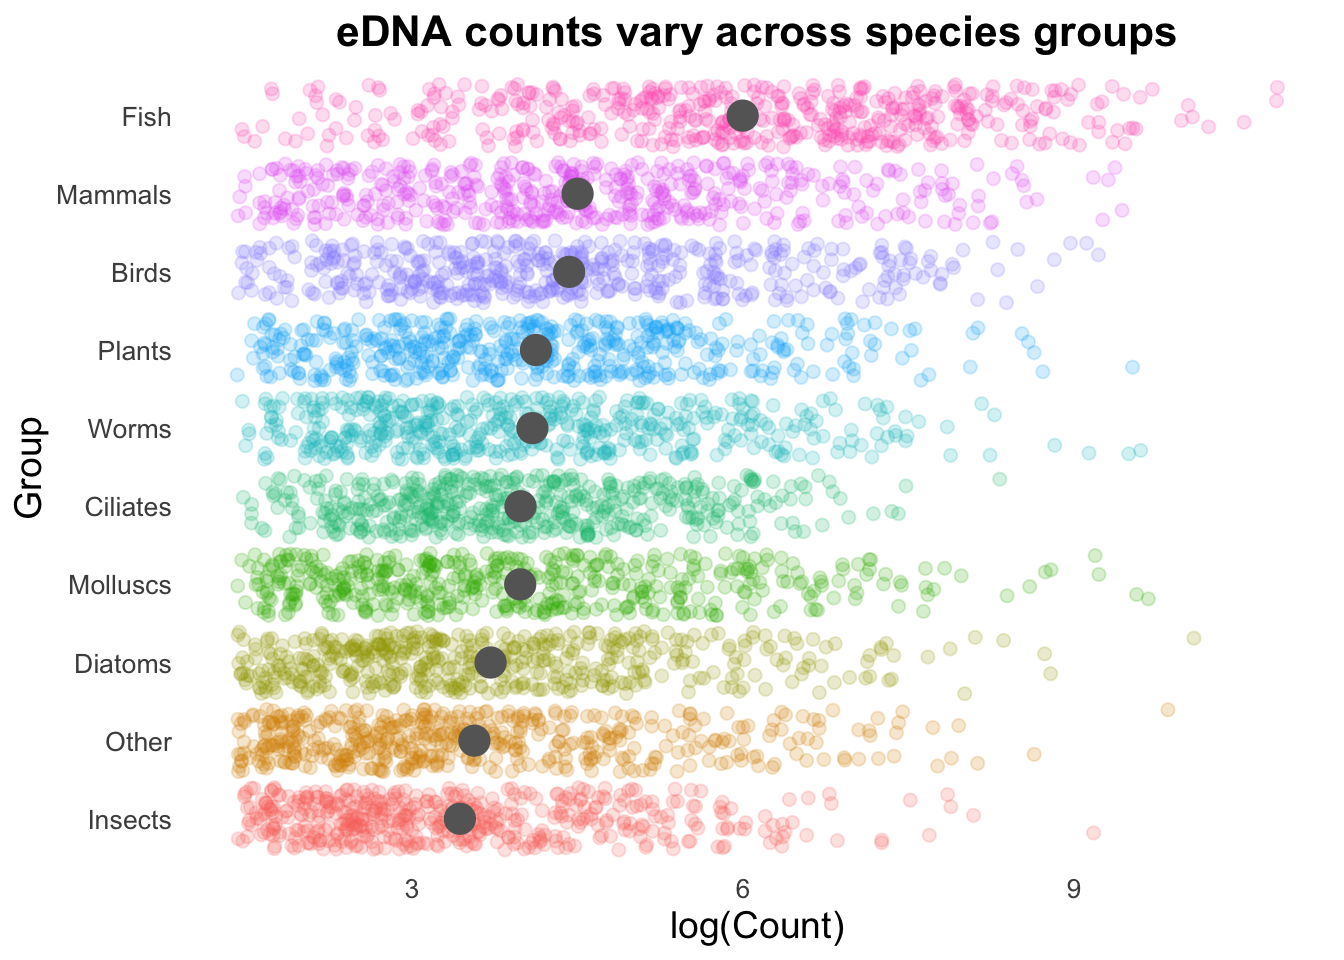 eDNA counts vary across species groups
Fish
Mammals
Birds
Plants
Worms
Ciliates
Molluscs
Diatoms
Other
Insects
Group
3 6 9
log(Count)